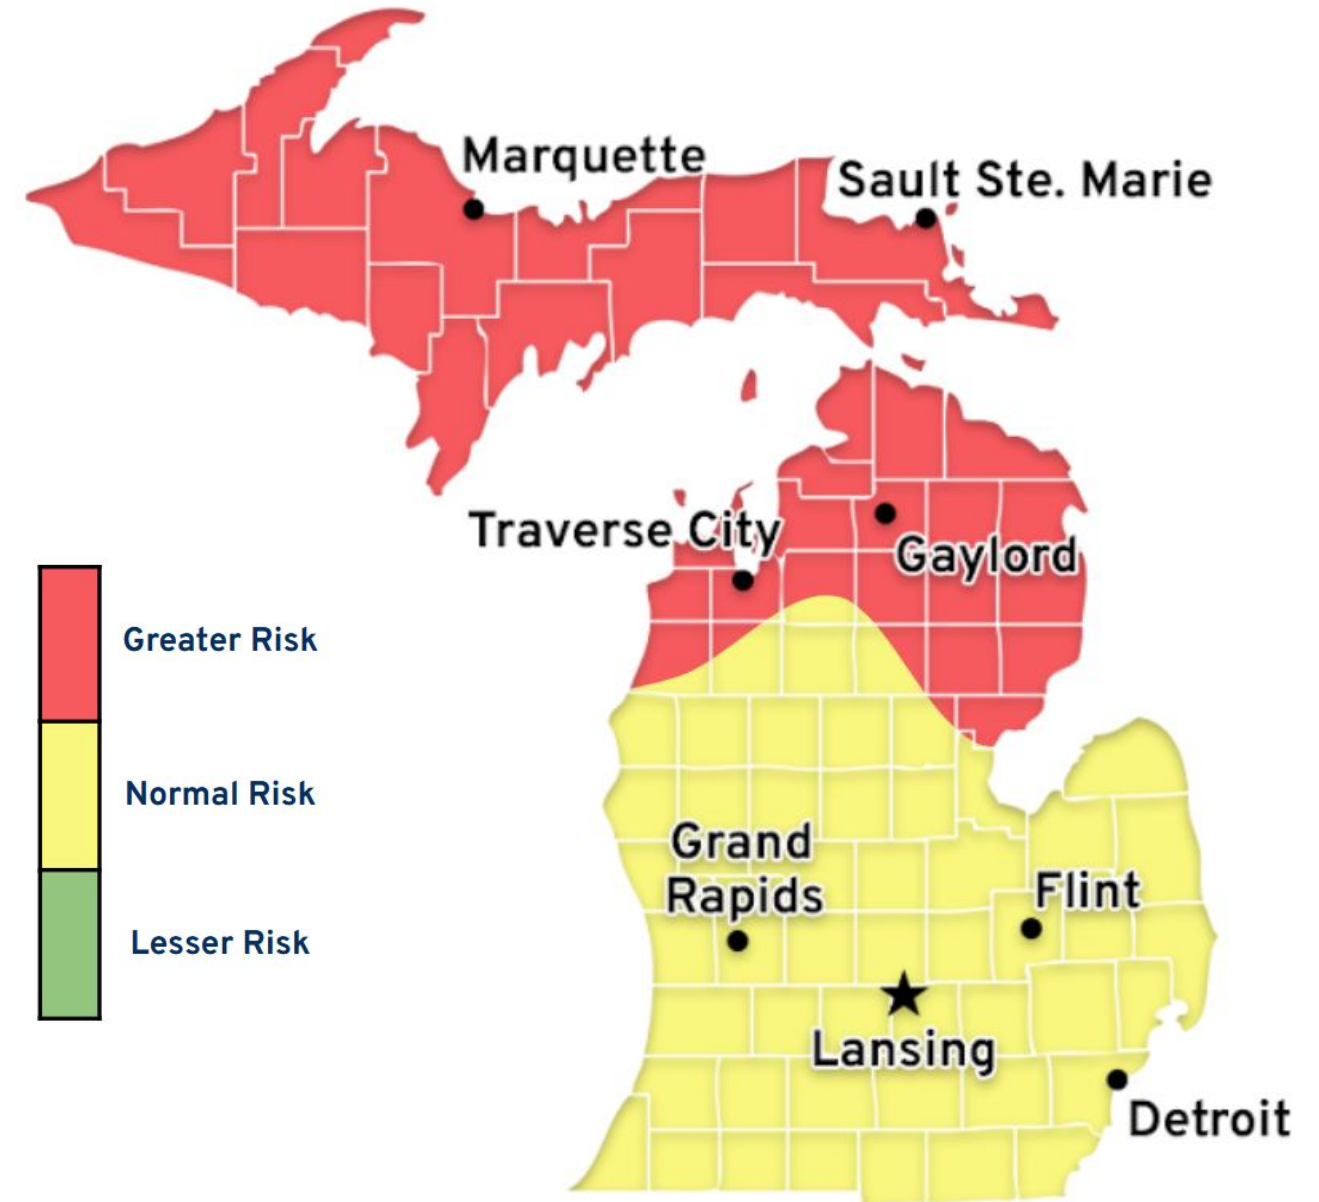 Marquette
Sault Ste. Marie
Traverse City
Gaylord
Greater Risk
Normal Risk
Lesser Risk
Grand
Rapids
Flint
Lansing
Detroit